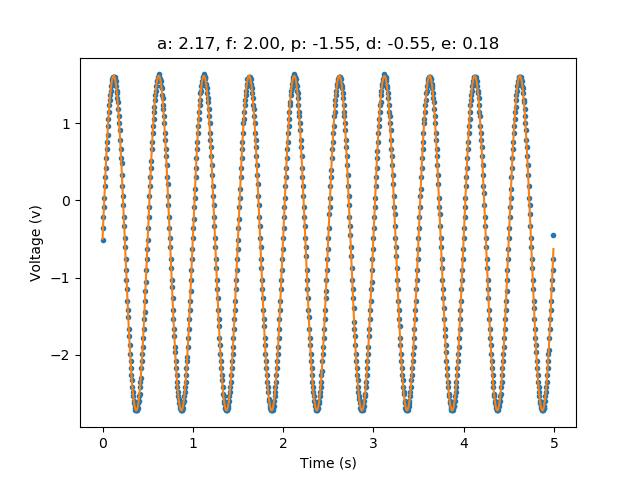 a: 2.17, f: 2.00, p: -1.55, d: -0.55, e: 0.18
Voltage (v)
1
0
−1
−2
0 1 2 3 4 5
Time (s)